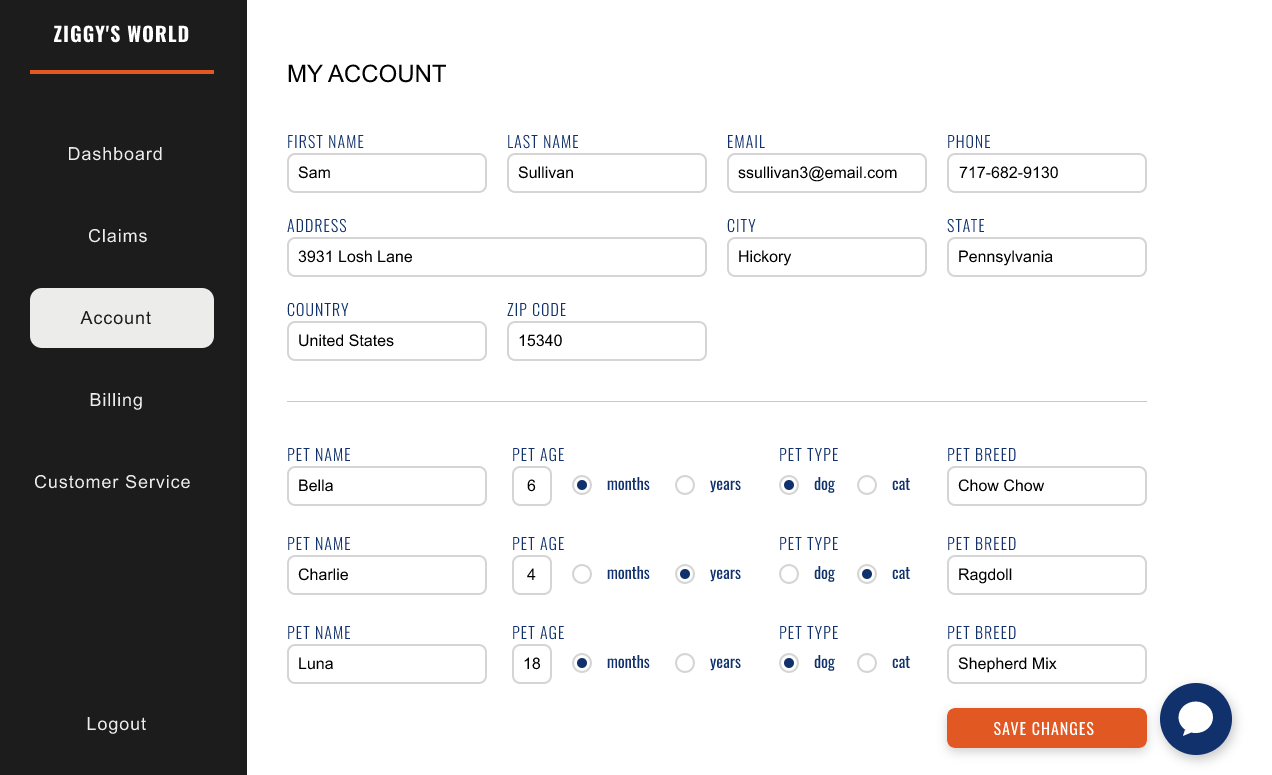 ZIGGY'S WORLD
Dashboard
Claims
Account
Billing
Customer Service
Logout
MY ACCOUNT
FIRST NAME LAST NAME EMAIL PHONE
Sam Sullivan ssullivan3@email.com 717-682-9130
ADDRESS CITY STATE
3931 Losh Lane Hickory Pennsylvania
COUNTRY ZIP CODE
United States 15340
PET NAME PET AGE PET TYPE PET BREED
Bella 6 months years dog cat Chow Chow
PET NAME PET AGE PET TYPE PET BREED
Charlie 4 months years dog cat Ragdoll
PET NAME PET AGE PET TYPE PET BREED
Luna 18 months years dog cat Shepherd Mix
SAVE CHANGES